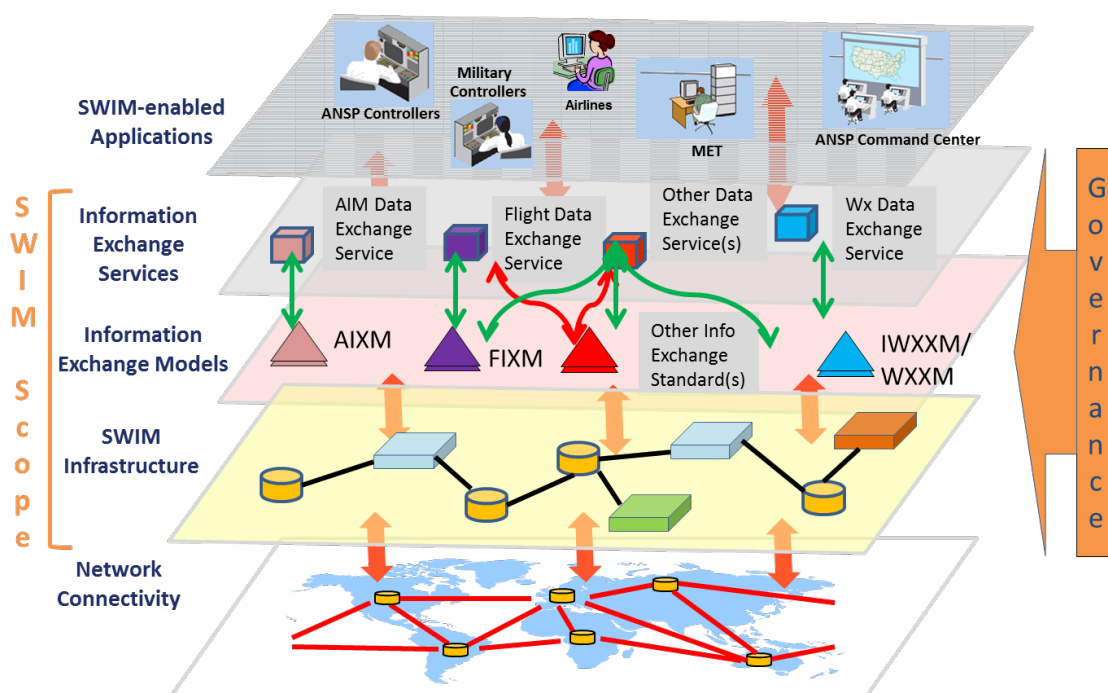 SWIM-enabled
Applications
ANSP Controllers
Military
Controllers
Airlines
MET
ANSP Command Center
SWIM Scope
Information
Exchange
Services
AIM Data
Exchange
Service
Flight Data
Exchange
Service
Other Data
Exchange
Service(s)
Wx Data
Exchange
Service
Governance
Information
Exchange Models
AIXM
FIXM
Other Info
Exchange
Standard(s)
IWXXM/
WXXM
SWIM
Infrastructure
Network
Connectivity